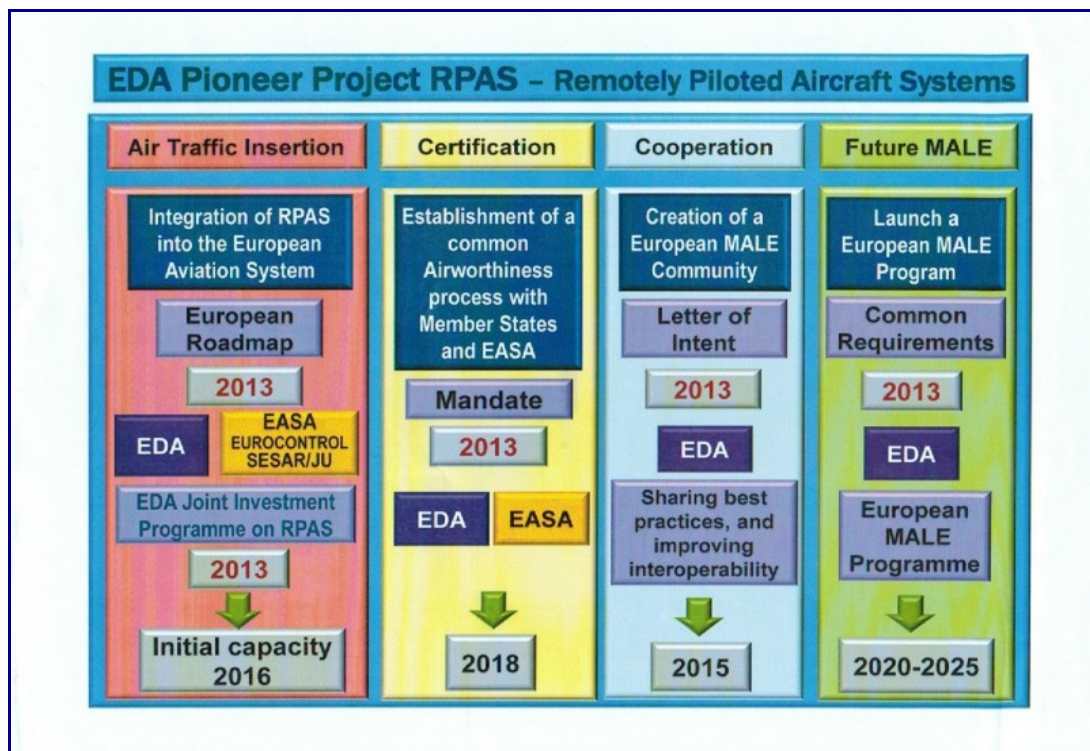 EDA Pioneer Project RPAS – Remotely Piloted Aircraft Systems
Air Traffic Insertion
Integration of RPAS
into the European
Aviation System
European
Roadmap
2013
EDA
EASA
EUROCONTROL
SESAR/JU
EDA Joint Investment
Programme on RPAS
2013
Initial capacity
2016
Certification
Establishment of a
common
Airworthiness
process with
Member States
and EASA
Mandate
2013
EDA
EASA
2018
Cooperation
Creation of a
European MALE
Community
Letter of
Intent
2013
EDA
Sharing best
practices, and
improving
interoperability
2015
Future MALE
Launch a
European MALE
Program
Common
Requirements
2013
EDA
European
MALE
Programme
2020-2025